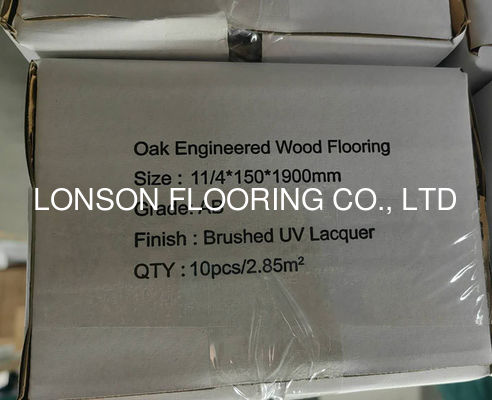 Oak Engineered Wood Flooring
Size : 11/4*150*1900mm
LONSON FLOORING CO., LTD
Grade: AB
Finish : Brushed UV Lacquer
QTY : 10pcs/2.85m²